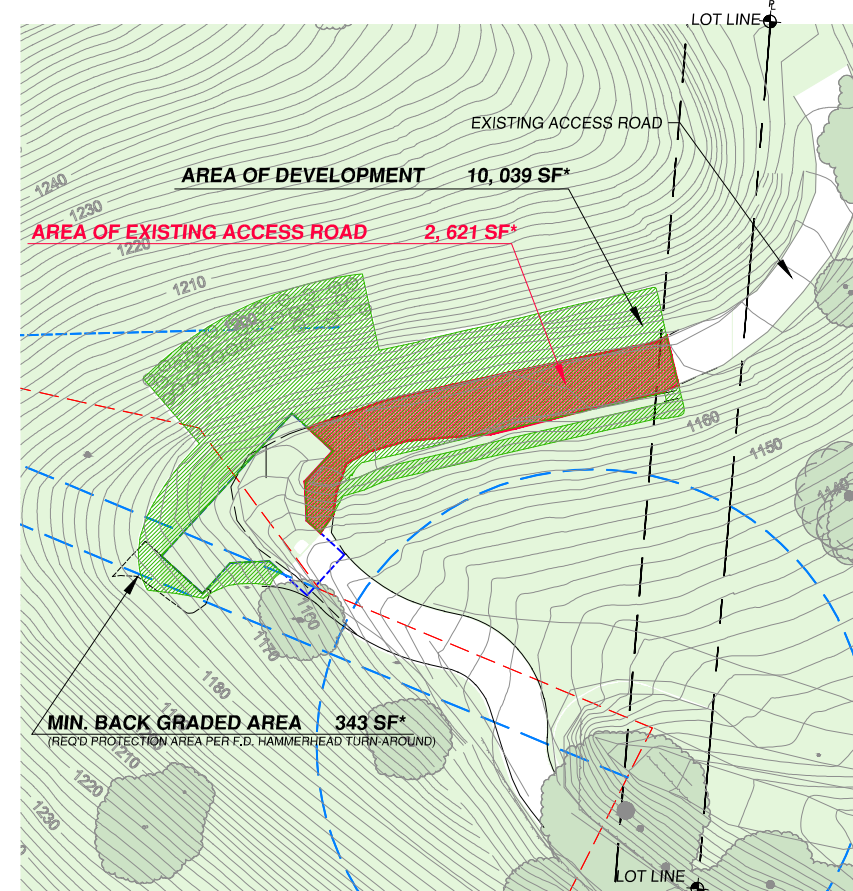 ℄
LOT LINE
EXISTING ACCESS ROAD
AREA OF DEVELOPMENT 10, 039 SF*
1240
1230
AREA OF EXISTING ACCESS ROAD 2, 621 SF*
1220
1210
1200
1160
1150
1140
1160
1170
1180
MIN. BACK GRADED AREA 343 SF*
(REQ'D PROTECTION AREA PER F.D. HAMMERHEAD TURN-AROUND)
1210
1220
1230
LOT LINE